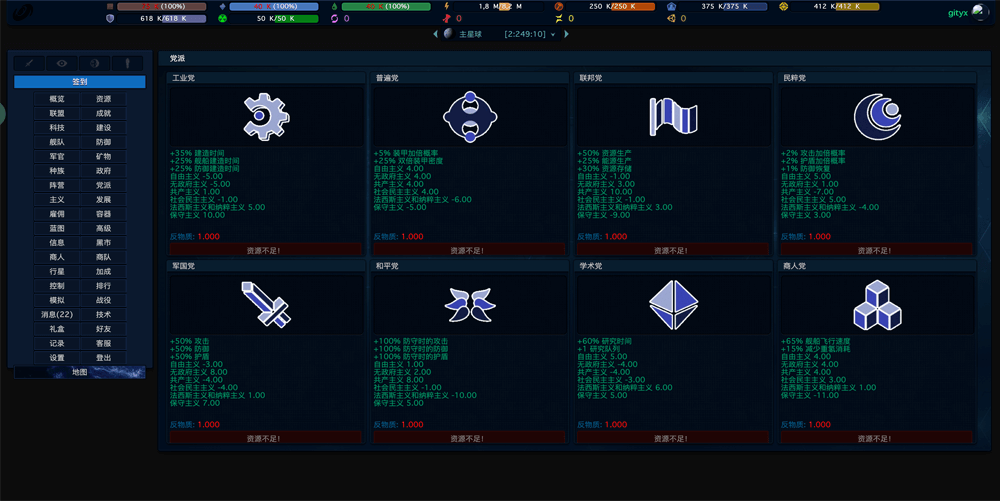 (100%)
(100%)
(100%)
250 K/250 K
375 K/375 K
412 K/412 K
618 K/618 K
50 K/50 K
0
0
0
gityx
主星球 [2:249:10]
签到
概览 资源
联盟 成就
科技 建设
舰队 防御
军官 矿物
种族 政府
阵营 党派
主义 发展
雇佣 容器
蓝图 高级
信息 黑市
商人 商队
行星 加成
控制 排行
模拟 战役
消息(22) 技术
礼盒 好友
记录 客服
设置 登出
地图
党派
工业党
+35% 建造时间
+25% 舰船建造时间
+25% 防御建造时间
自由主义 -5.00
无政府主义 -5.00
共产主义 1.00
社会民主主义 -1.00
法西斯主义和纳粹主义 5.00
保守主义 10.00
反物质: 1.000
资源不足!
普遍党
+5% 装甲加倍概率
+25% 双倍装甲密度
自由主义 4.00
无政府主义 4.00
共产主义 4.00
社会民主主义 4.00
法西斯主义和纳粹主义 -6.00
保守主义 -5.00
反物质: 1.000
资源不足!
联邦党
+50% 资源生产
+25% 能源生产
+30% 资源存储
自由主义 -1.00
无政府主义 3.00
共产主义 10.00
社会民主主义 -1.00
法西斯主义和纳粹主义 3.00
保守主义 -9.00
反物质: 1.000
资源不足!
民粹党
+2% 攻击加倍概率
+2% 护盾加倍概率
+1% 防御恢复
自由主义 5.00
无政府主义 1.00
共产主义 -7.00
社会民主主义 5.00
法西斯主义和纳粹主义 -4.00
保守主义 3.00
反物质: 1.000
资源不足!
军国党
+50% 攻击
+50% 防御
+50% 护盾
自由主义 -3.00
无政府主义 8.00
共产主义 -4.00
社会民主主义 -4.00
法西斯主义和纳粹主义 1.00
保守主义 7.00
反物质: 1.000
资源不足!
和平党
+100% 防守时的攻击
+100% 防守时的防御
+100% 防守时的护盾
自由主义 1.00
无政府主义 2.00
共产主义 8.00
社会民主主义 -1.00
法西斯主义和纳粹主义 -10.00
保守主义 5.00
反物质: 1.000
资源不足!
学术党
+60% 研究时间
+1 研究队列
自由主义 5.00
无政府主义 -4.00
共产主义 -4.00
社会民主主义 -3.00
法西斯主义和纳粹主义 6.00
保守主义 5.00
反物质: 1.000
资源不足!
商人党
+65% 舰船飞行速度
+15% 减少重氢消耗
自由主义 4.00
无政府主义 4.00
共产主义 4.00
社会民主主义 3.00
法西斯主义和纳粹主义 1.00
保守主义 -11.00
反物质: 1.000
资源不足!